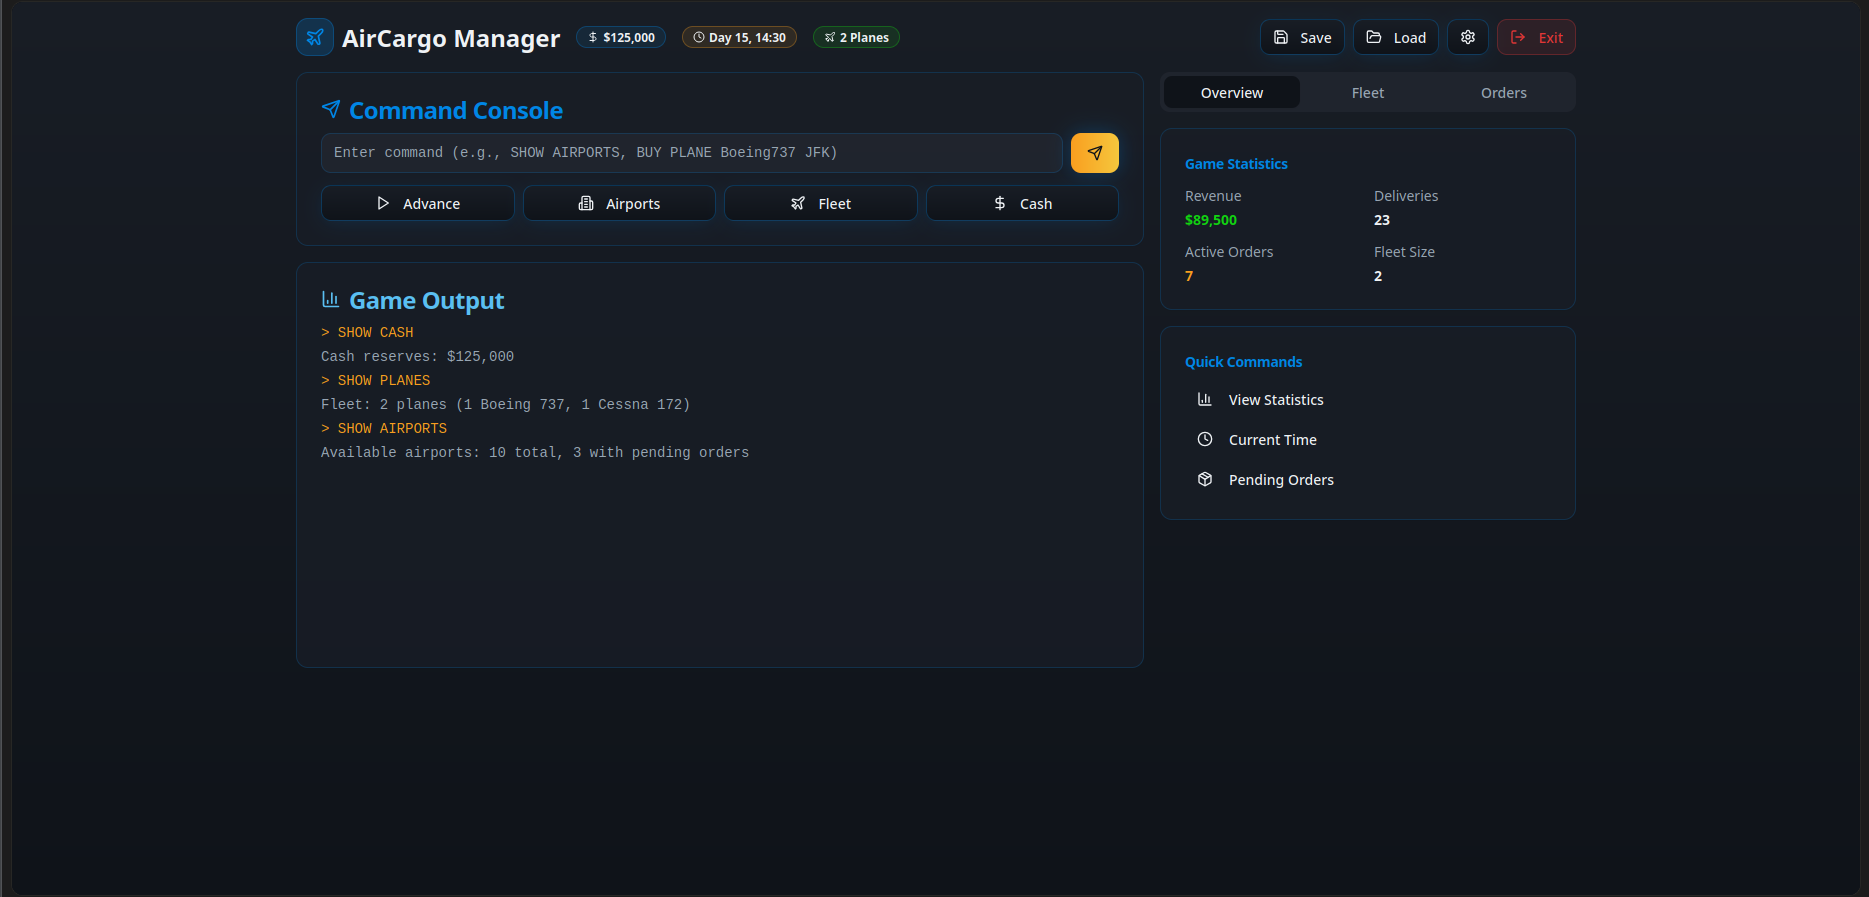 AirCargo Manager
$125,000
Day 15, 14:30
2 Planes
Save
Load
Exit
Command Console
Enter command (e.g., SHOW AIRPORTS, BUY PLANE Boeing737 JFK)
Advance
Airports
Fleet
Cash
Game Output
> SHOW CASH
Cash reserves: $125,000
> SHOW PLANES
Fleet: 2 planes (1 Boeing 737, 1 Cessna 172)
> SHOW AIRPORTS
Available airports: 10 total, 3 with pending orders
Overview
Fleet
Orders
Game Statistics
Revenue
$89,500
Deliveries
23
Active Orders
7
Fleet Size
2
Quick Commands
View Statistics
Current Time
Pending Orders